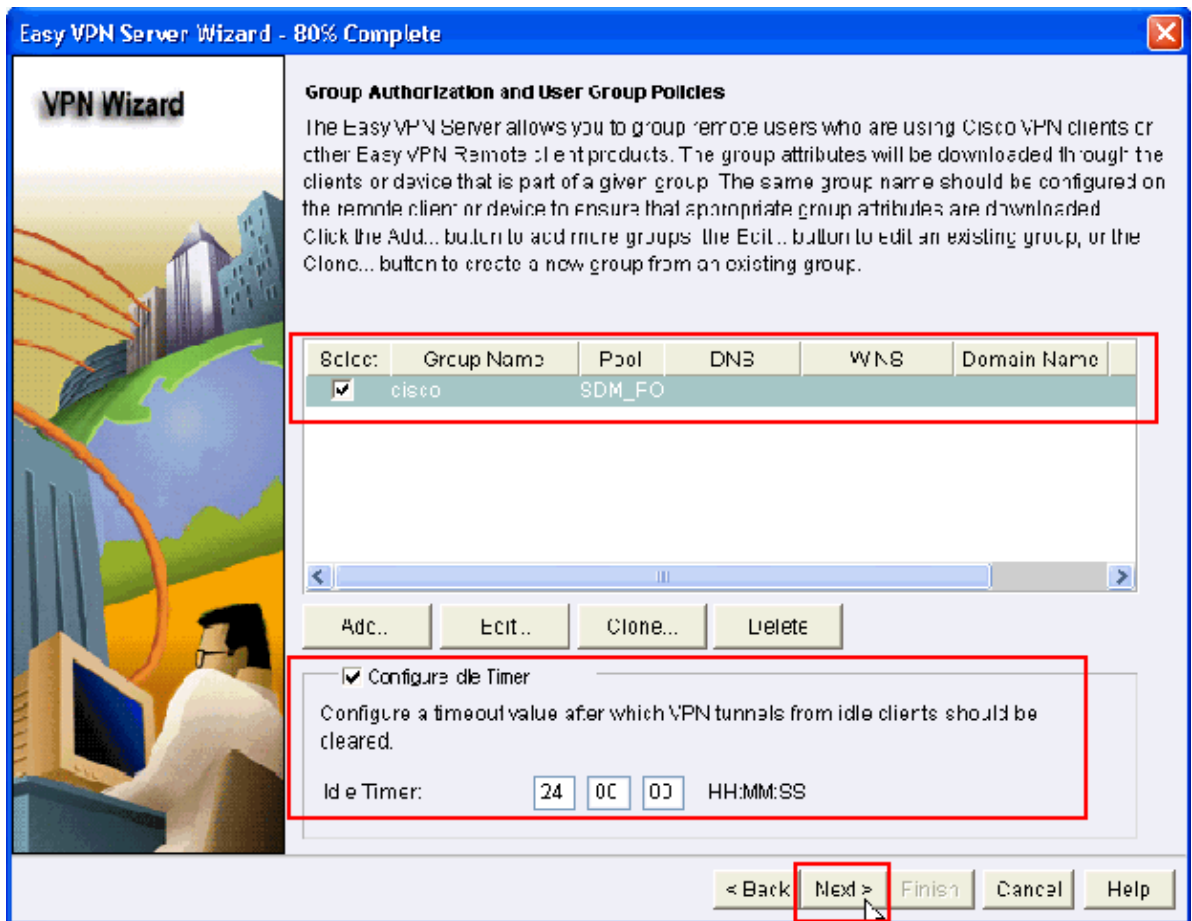 Easy VPN Server Wizard - 80% Complete
VPN Wizard
Group Authorization and User Group Policies
The Easy VPN Server allows you to group remote users who are using Cisco VPN clients or
other Easy VPN Remote client products. The group attributes will be downloaded through the
clients or device that is part of a given group. The same group name should be configured on
the remote client or device to ensure that appropriate group attributes are downloaded.
Click the Add... button to add more groups, the Edit... button to edit an existing group, or the
Clone... button to create a new group from an existing group.
Select Group Name Pool DNS WINS Domain Name
cisco SDM_PO
Add... Edit... Clone... Delete
Configure Idle Timer
Configure a timeout value after which VPN tunnels from idle clients should be
cleared.
Idle Timer: 24 00 00 HH:MM:SS
< Back Next > Finish Cancel Help